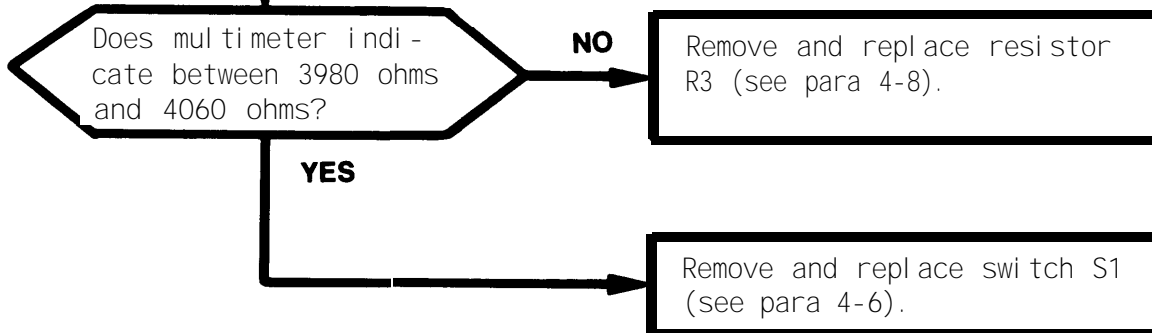 Does multimeter indi-
cate between 3980 ohms
and 4060 ohms?
NO
Remove and replace resistor
R3 (see para 4-8).
YES
Remove and replace switch S1
(see para 4-6).